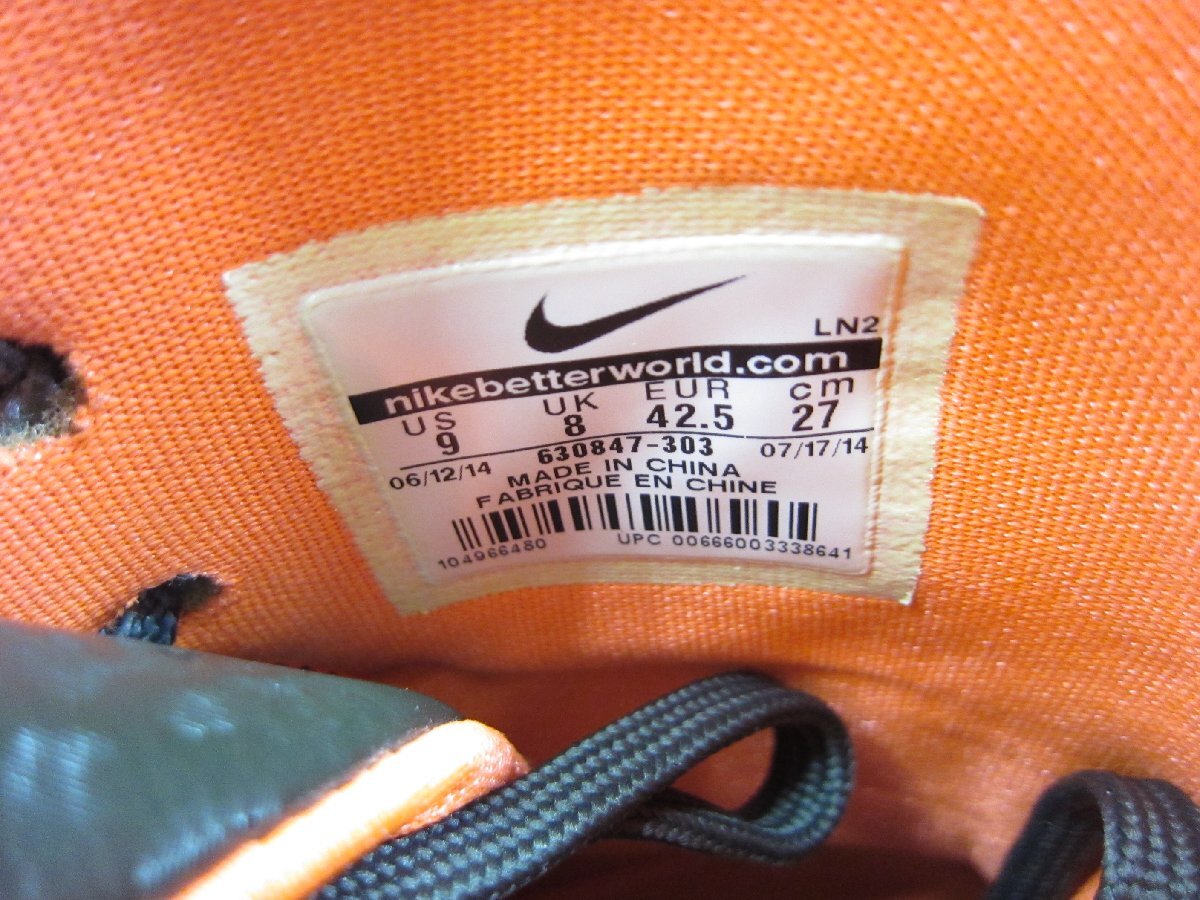 LN2
nikebetterworld.com
US UK EUR cm
9 8 42.5 27
06/12/14 630847-303 07/17/14
MADE IN CHINA
FABRIQUE EN CHINE
104966480 UPC 00666003338641